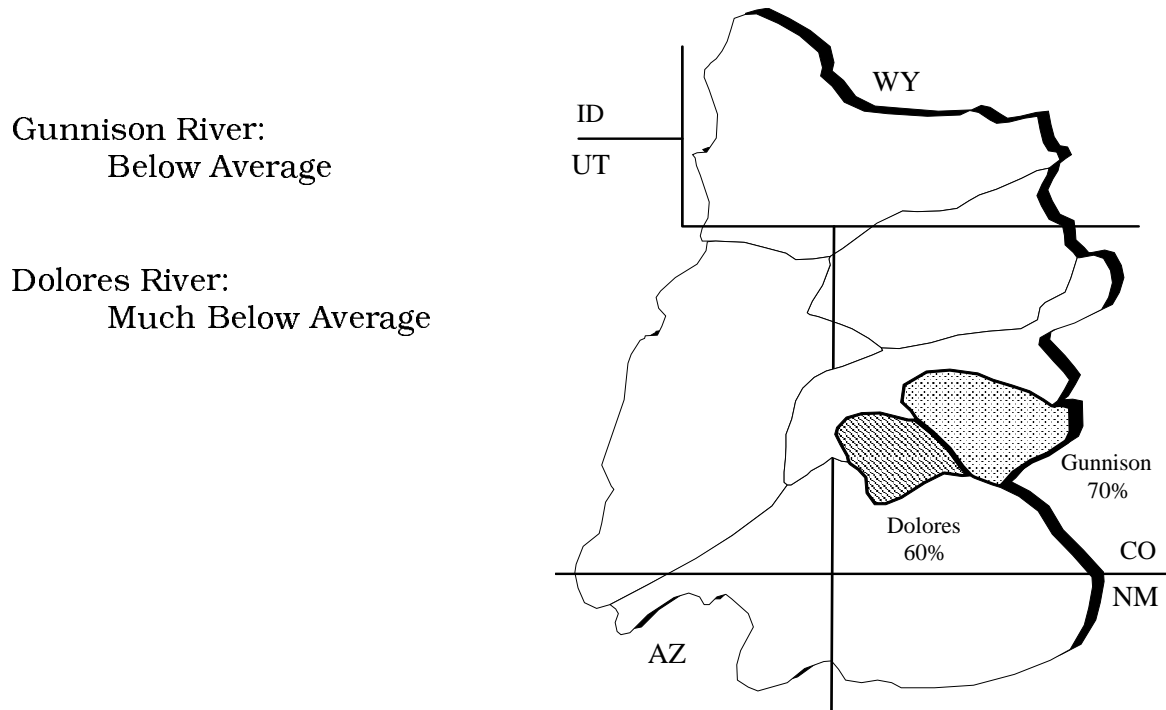 Gunnison River:
Below Average
Dolores River:
Much Below Average
WY
ID
UT
Gunnison
70%
Dolores
60%
CO
NM
AZ